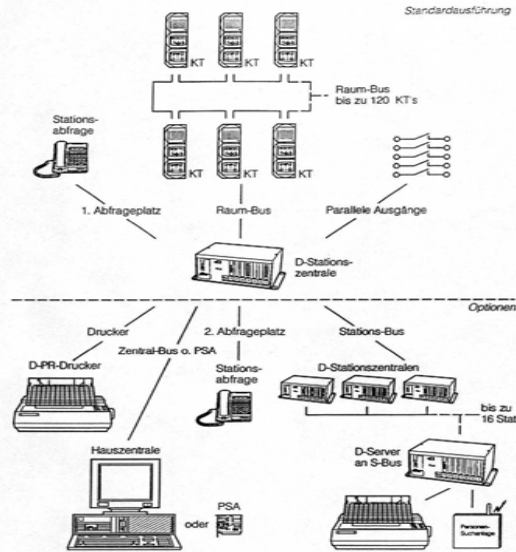 Standardausführung
KT
KT
KT
Raum-Bus
bis zu 120 KT's
Stations-
abfrage
KT
KT
KT
1. Abfrageplatz
Raum-Bus
Parallele Ausgänge
D-Stations-
zentrale
Optionen
Drucker
2. Abfrageplatz
Stations-Bus
Zentral-Bus o. PSA
D-PR-Drucker
Stations-
abfrage
D-Stationszentralen
bis zu
16 Stat
Hauszentrale
D-Server
an S-Bus
oder
PSA
Personen-
Suchanlage